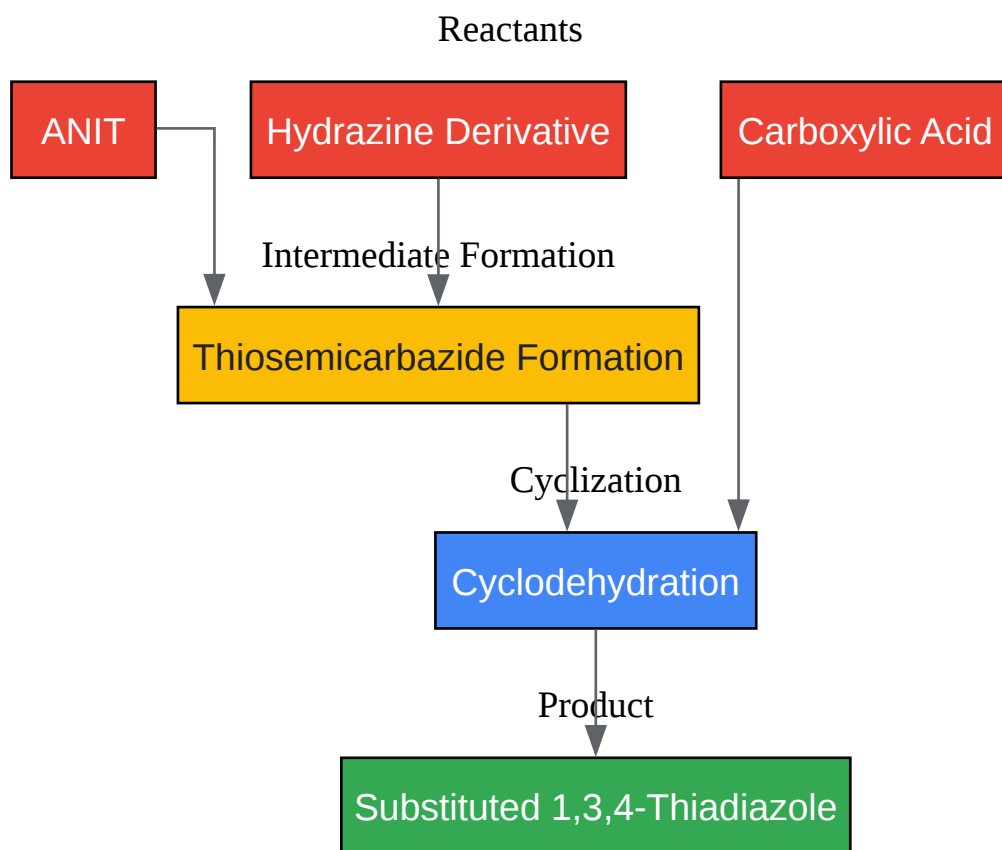 Reactants
ANIT
Hydrazine Derivative
Carboxylic Acid
Intermediate Formation
Thiosemicarbazide Formation
Cyclization
Cyclodehydration
Product
Substituted 1,3,4-Thiadiazole